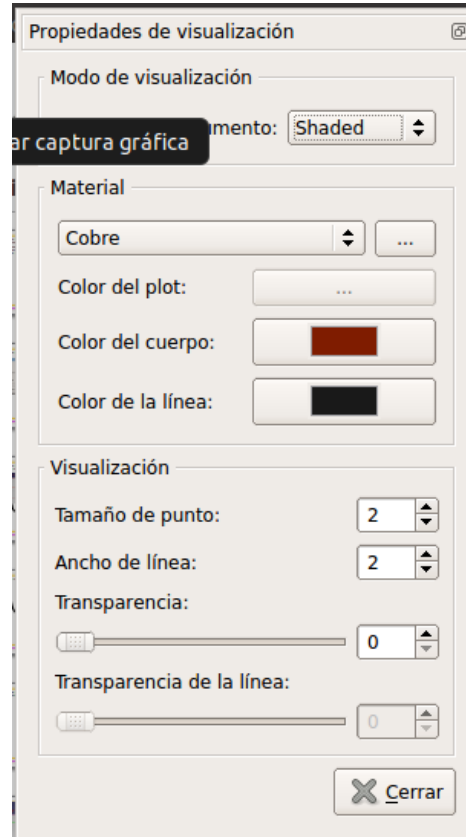 Propiedades de visualización
Modo de visualización
umento: Shaded
ar captura gráfica
Material
Cobre ...
Color del plot: ...
Color del cuerpo:
Color de la línea:
Visualización
Tamaño de punto: 2
Ancho de línea: 2
Transparencia:
0
Transparencia de la línea:
0
Cerrar